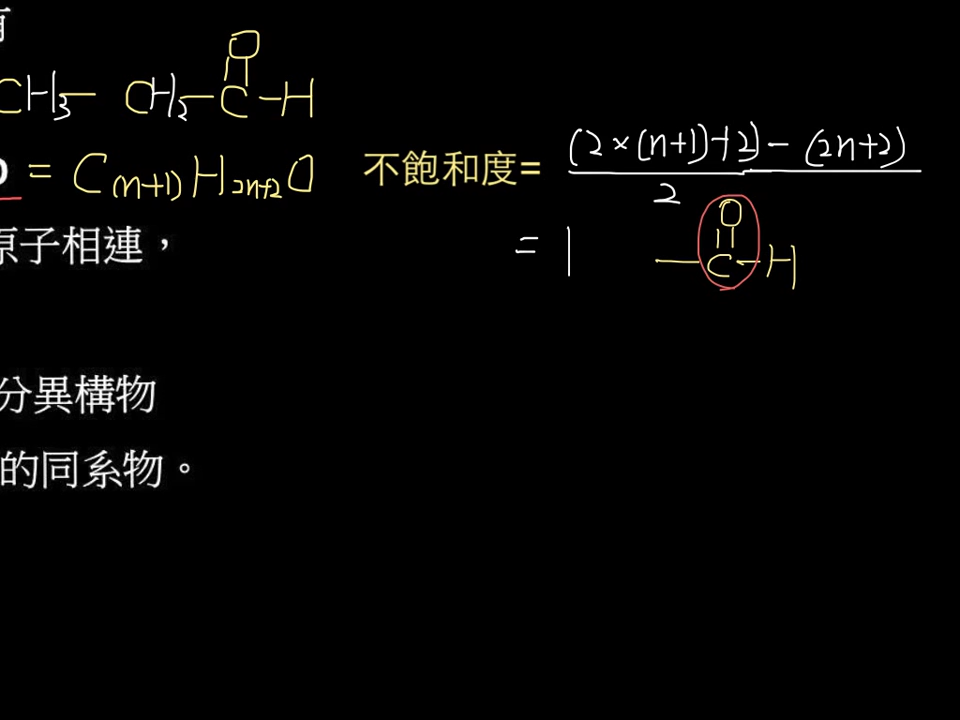 CH3— CH2—C—H
O
= C(n+1)H2n+2O
不飽和度= (2×(n+1)+2)−(2n+2)
2
= 1
O
—C—H
原子相連，
分異構物
的同系物。